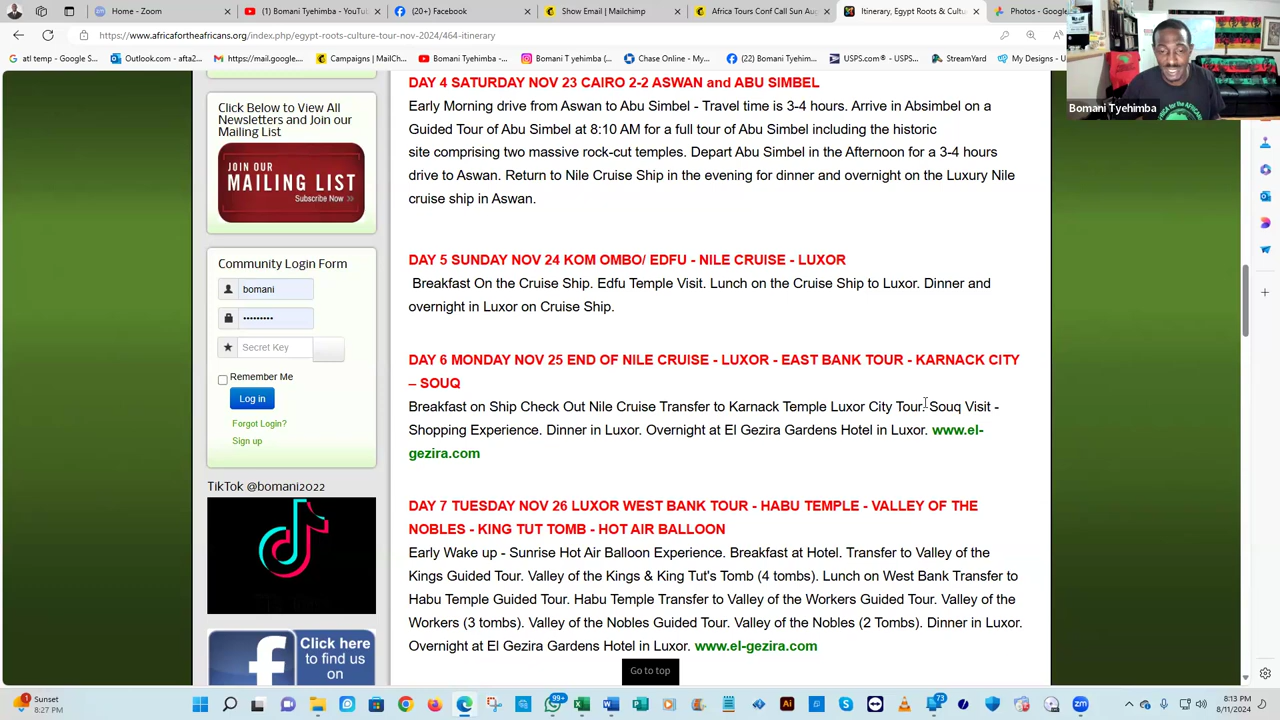 Home - Zoom
(1) Bomani Tyehimba - YouTu
(20+) Facebook
Show Email | Mailchimp
Africa Tours Conf Call Sun Aug
Itinerary, Egypt Roots & Cultu
Photos - Goog
https://www.africafortheafricans.org/index.php/egypt-roots-culture-tour-nov-2024/464-itinerary
atl temp - Google S...
Outlook.com - afta2...
https://mail.google...
Campaigns | MailCh...
Bomani Tyehimba -...
Bomani T yehimba (...
Chase Online - My...
(22) Bomani Tyehim...
USPS.com® - USPS...
StreamYard
My Designs -
Bomani Tyehimba
Click Below to View All
Newsletters and Join our
Mailing List
JOIN OUR
MAILING LIST
Subscribe Now >>
Community Login Form
bomani
•••••••••
Secret Key
Remember Me
Log in
Forgot Login?
Sign up
TikTok @bomani2022
Click here
to find us
on
DAY 4 SATURDAY NOV 23 CAIRO 2-2 ASWAN and ABU SIMBEL
Early Morning drive from Aswan to Abu Simbel - Travel time is 3-4 hours. Arrive in Absimbel on a
Guided Tour of Abu Simbel at 8:10 AM for a full tour of Abu Simbel including the historic
site comprising two massive rock-cut temples. Depart Abu Simbel in the Afternoon for a 3-4 hours
drive to Aswan. Return to Nile Cruise Ship in the evening for dinner and overnight on the Luxury Nile
cruise ship in Aswan.
DAY 5 SUNDAY NOV 24 KOM OMBO/ EDFU - NILE CRUISE - LUXOR
Breakfast On the Cruise Ship. Edfu Temple Visit. Lunch on the Cruise Ship to Luxor. Dinner and
overnight in Luxor on Cruise Ship.
DAY 6 MONDAY NOV 25 END OF NILE CRUISE - LUXOR - EAST BANK TOUR - KARNACK CITY
– SOUQ
Breakfast on Ship Check Out Nile Cruise Transfer to Karnack Temple Luxor City Tour. Souq Visit -
Shopping Experience. Dinner in Luxor. Overnight at El Gezira Gardens Hotel in Luxor. www.el-
gezira.com
DAY 7 TUESDAY NOV 26 LUXOR WEST BANK TOUR - HABU TEMPLE - VALLEY OF THE
NOBLES - KING TUT TOMB - HOT AIR BALLOON
Early Wake up - Sunrise Hot Air Balloon Experience. Breakfast at Hotel. Transfer to Valley of the
Kings Guided Tour. Valley of the Kings & King Tut's Tomb (4 tombs). Lunch on West Bank Transfer to
Habu Temple Guided Tour. Habu Temple Transfer to Valley of the Workers Guided Tour. Valley of the
Workers (3 tombs). Valley of the Nobles Guided Tour. Valley of the Nobles (2 Tombs). Dinner in Luxor.
Overnight at El Gezira Gardens Hotel in Luxor. www.el-gezira.com
Go to top
Sunset
8:27 PM
99+
73
8:13 PM
8/11/2024